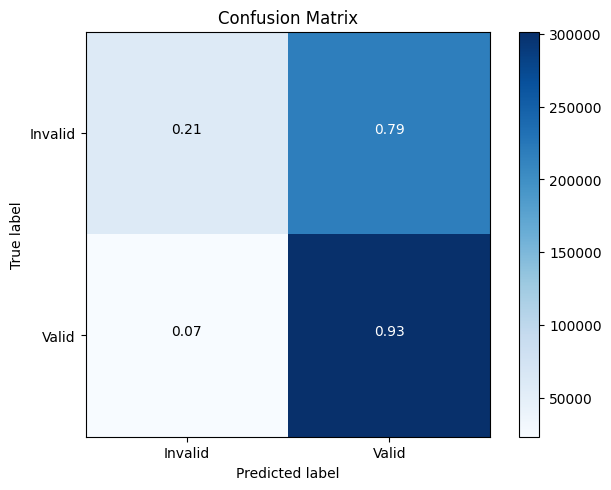 Confusion Matrix
300000
250000
200000
150000
100000
50000
True label
Invalid
Valid
0.21 0.79
0.07 0.93
Invalid Valid
Predicted label